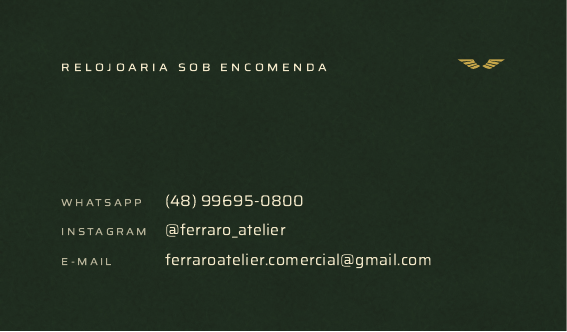 RELOJOARIA SOB ENCOMENDA
WHATSAPP (48) 99695-0800
INSTAGRAM @ferraro_atelier
E-MAIL ferraroatelier.comercial@gmail.com